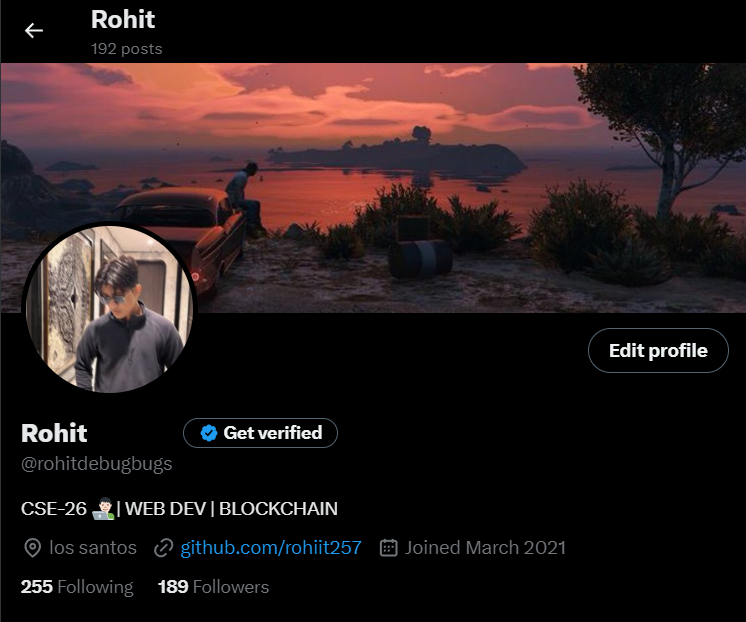 Rohit
192 posts
Edit profile
Rohit Get verified
@rohitdebugbugs
CSE-26 👨🏻‍💻| WEB DEV | BLOCKCHAIN
los santos github.com/rohiit257 Joined March 2021
255 Following 189 Followers